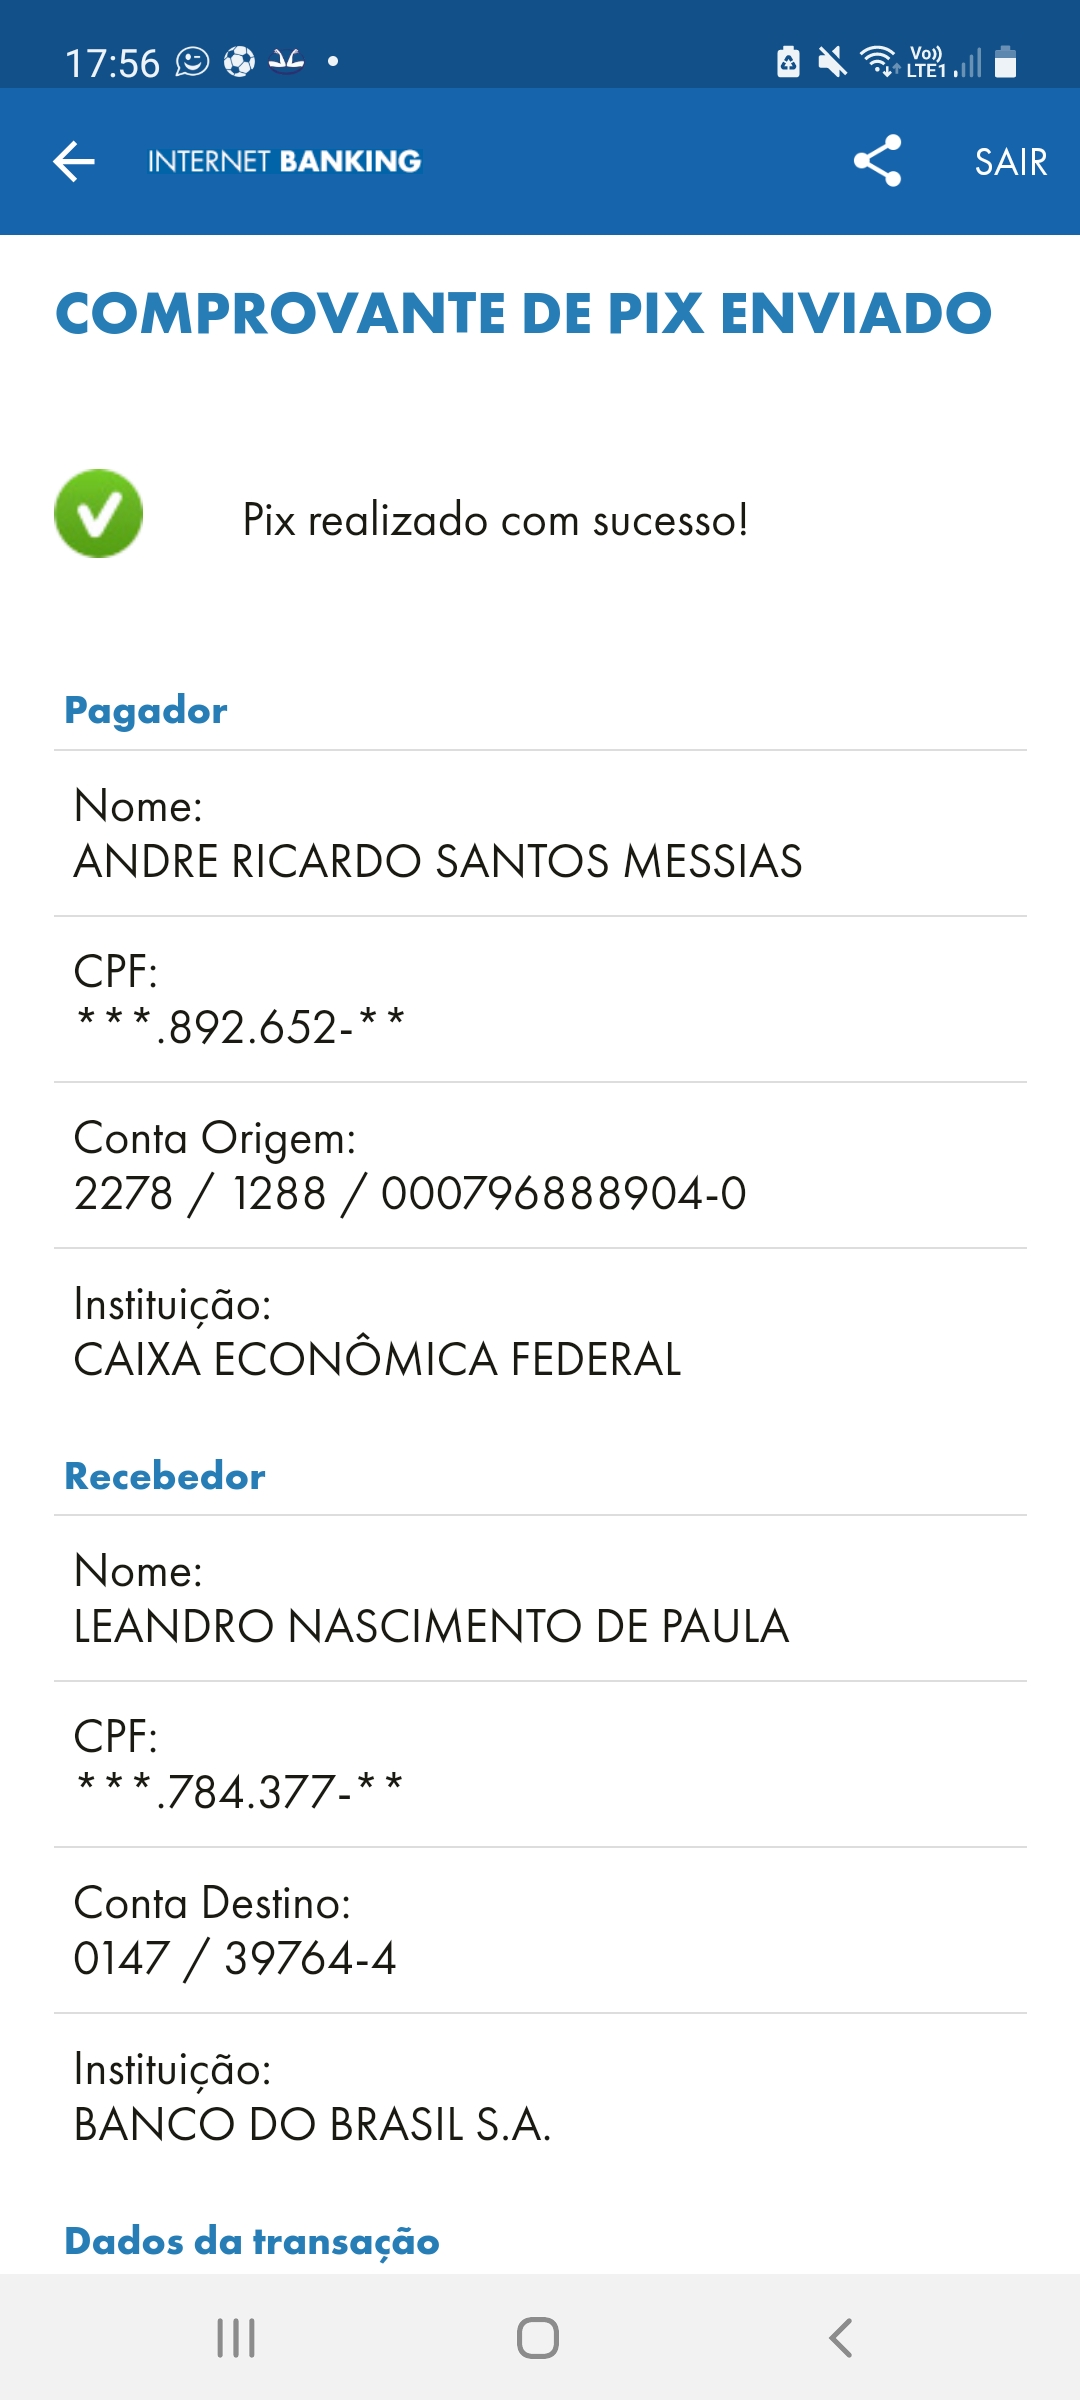 17:56
Vo))
LTE1
INTERNET BANKING
SAIR
COMPROVANTE DE PIX ENVIADO
Pix realizado com sucesso!
Pagador
Nome:
ANDRE RICARDO SANTOS MESSIAS
CPF:
***.892.652-**
Conta Origem:
2278 / 1288 / 000796888904-0
Instituição:
CAIXA ECONÔMICA FEDERAL
Recebedor
Nome:
LEANDRO NASCIMENTO DE PAULA
CPF:
***.784.377-**
Conta Destino:
0147 / 39764-4
Instituição:
BANCO DO BRASIL S.A.
Dados da transação